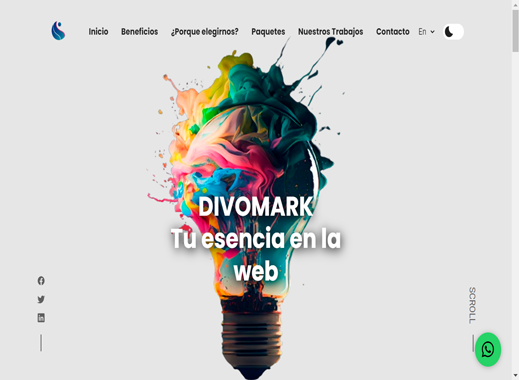 Inicio Beneficios ¿Porque elegirnos? Paquetes Nuestros Trabajos Contacto En
DIVOMARK
Tu esencia en la
web
SCROLL